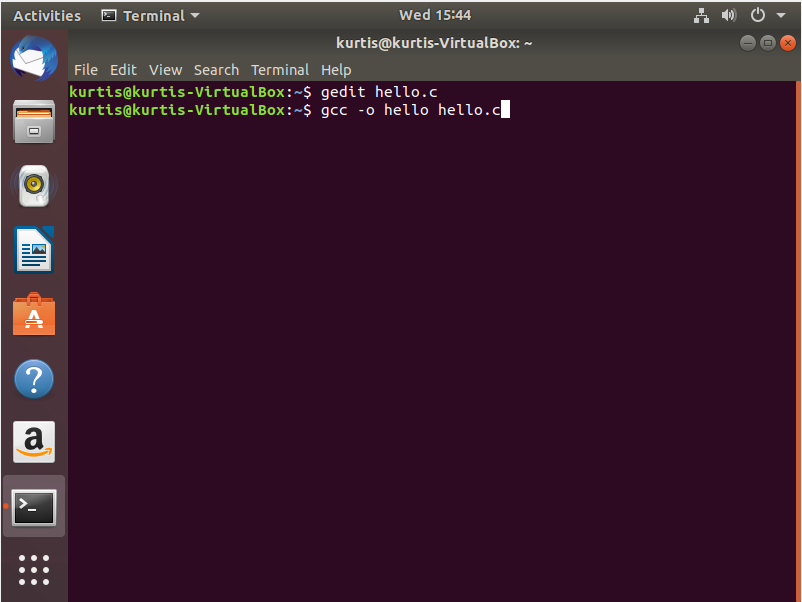 Activities Terminal Wed 15:44
kurtis@kurtis-VirtualBox: ~
File Edit View Search Terminal Help
kurtis@kurtis-VirtualBox:~$ gedit hello.c
kurtis@kurtis-VirtualBox:~$ gcc -o hello hello.c
A
?
a
>_